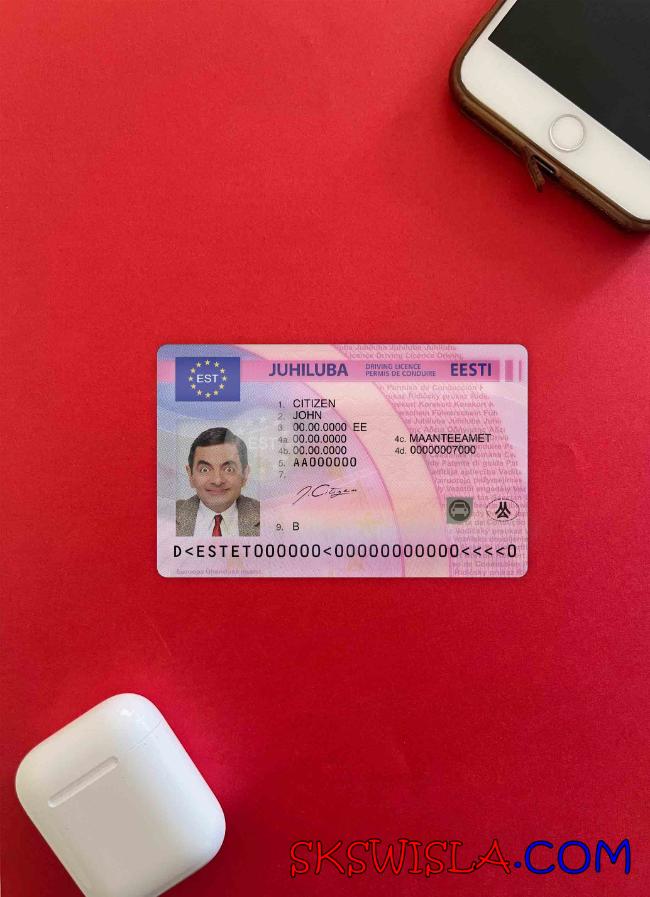 EST
JUHILUBA
DRIVING LICENCE
PERMIS DE CONDUIRE
EESTI
1. CITIZEN
2. JOHN
3. 00.00.0000 EE
4a. 00.00.0000
4c. MAANTEEAMET
4b. 00.00.0000
4d. 00000007000
5. AA000000
7.
J.Citizen
9. B
D<ESTET000000<00000000000<<<<0
SKSWISLA.COM